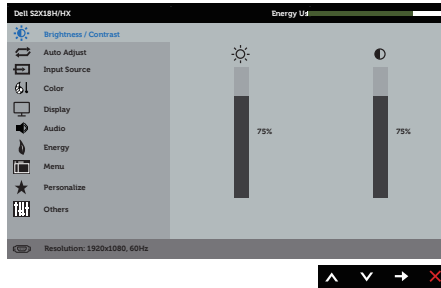 Dell S2X18H/HX
Energy Us
Brightness / Contrast
Auto Adjust
Input Source
Color
Display
Audio
Energy
Menu
Personalize
Others
75%
75%
Resolution: 1920x1080, 60Hz